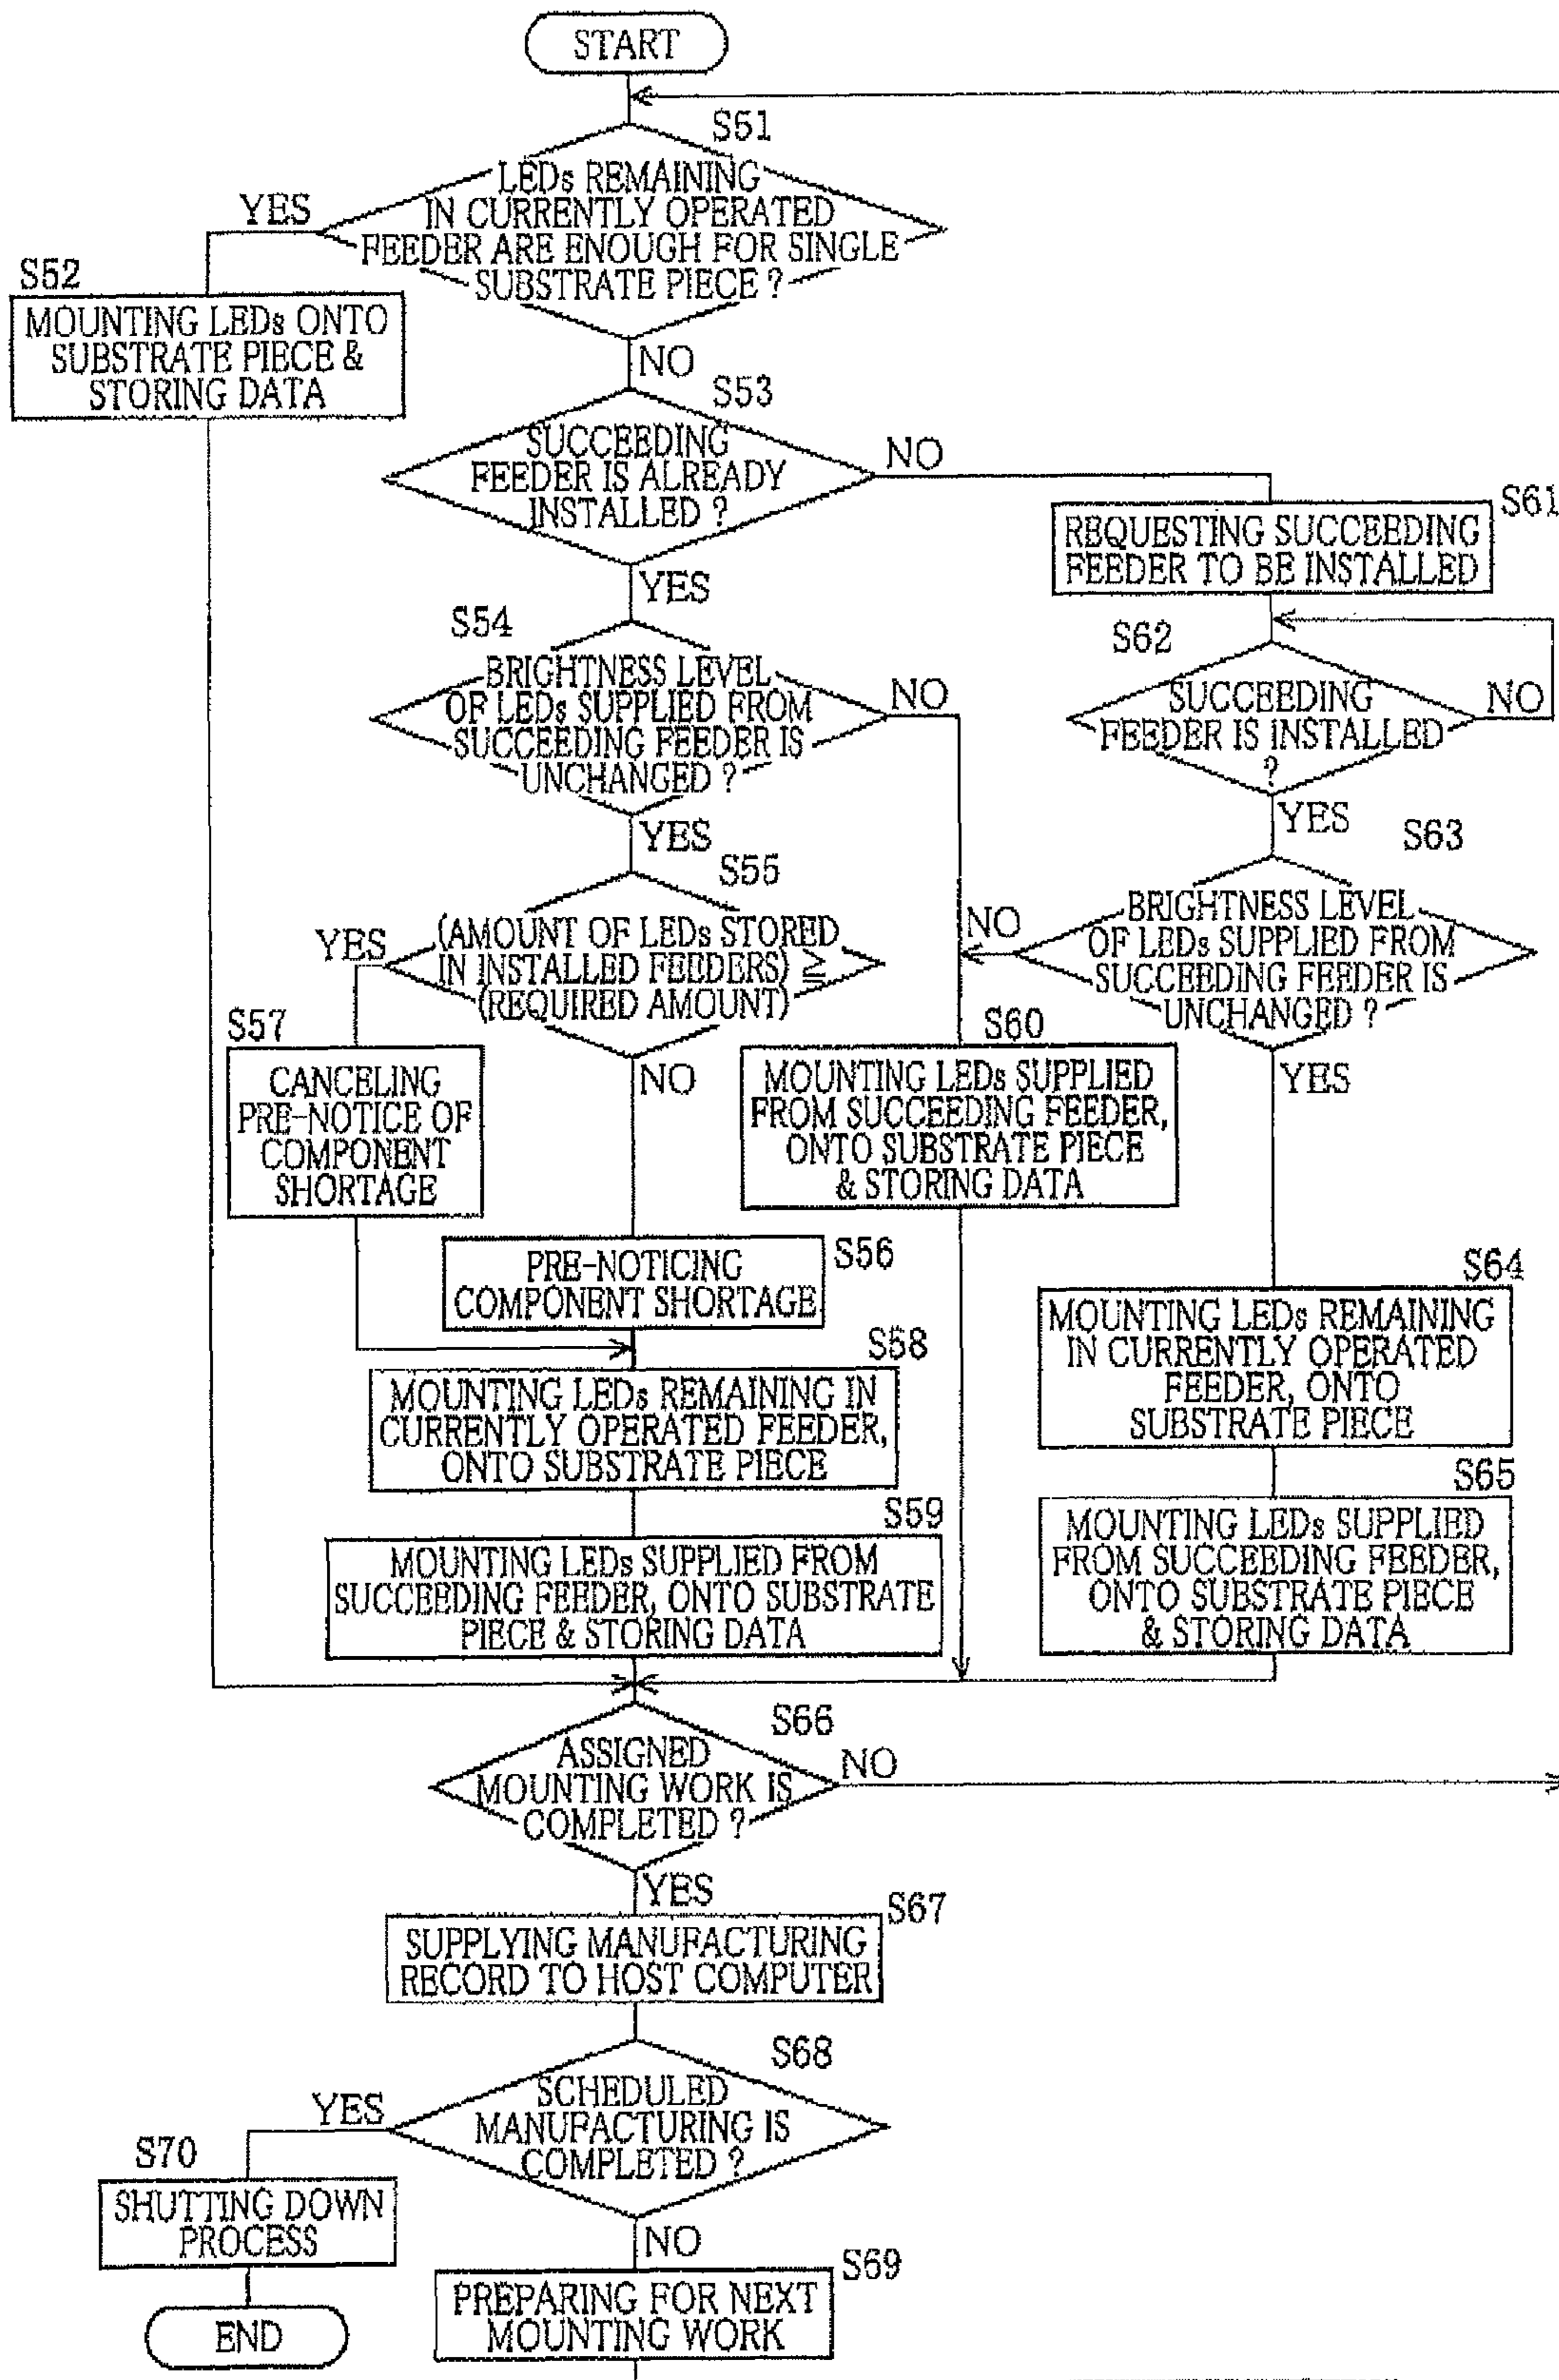 START
S51
LEDs REMAINING
IN CURRENTLY OPERATED
FEEDER ARE ENOUGH FOR SINGLE
SUBSTRATE PIECE ?
YES
NO
S52
MOUNTING LEDs ONTO
SUBSTRATE PIECE &
STORING DATA
S53
SUCCEEDING
FEEDER IS ALREADY
INSTALLED ?
NO
YES
S61
REQUESTING SUCCEEDING
FEEDER TO BE INSTALLED
S54
BRIGHTNESS LEVEL
OF LEDs SUPPLIED FROM
SUCCEEDING FEEDER IS
UNCHANGED ?
NO
YES
S62
SUCCEEDING
FEEDER IS INSTALLED
?
NO
YES
S55
(AMOUNT OF LEDs STORED
IN INSTALLED FEEDERS) ≧
(REQUIRED AMOUNT)
YES
NO
S63
BRIGHTNESS LEVEL
OF LEDs SUPPLIED FROM
SUCCEEDING FEEDER IS
UNCHANGED ?
NO
YES
S57
CANCELING
PRE-NOTICE OF
COMPONENT
SHORTAGE
S60
MOUNTING LEDs SUPPLIED
FROM SUCCEEDING FEEDER,
ONTO SUBSTRATE PIECE
& STORING DATA
S56
PRE-NOTICING
COMPONENT SHORTAGE
S58
MOUNTING LEDs REMAINING IN
CURRENTLY OPERATED FEEDER,
ONTO SUBSTRATE PIECE
S64
MOUNTING LEDs REMAINING
IN CURRENTLY OPERATED
FEEDER, ONTO
SUBSTRATE PIECE
S59
MOUNTING LEDs SUPPLIED FROM
SUCCEEDING FEEDER, ONTO SUBSTRATE
PIECE & STORING DATA
S65
MOUNTING LEDs SUPPLIED
FROM SUCCEEDING FEEDER,
ONTO SUBSTRATE PIECE
& STORING DATA
S66
ASSIGNED
MOUNTING WORK IS
COMPLETED ?
NO
YES
S67
SUPPLYING MANUFACTURING
RECORD TO HOST COMPUTER
S68
SCHEDULED
MANUFACTURING IS
COMPLETED ?
YES
NO
S70
SHUTTING DOWN
PROCESS
END
S69
PREPARING FOR NEXT
MOUNTING WORK